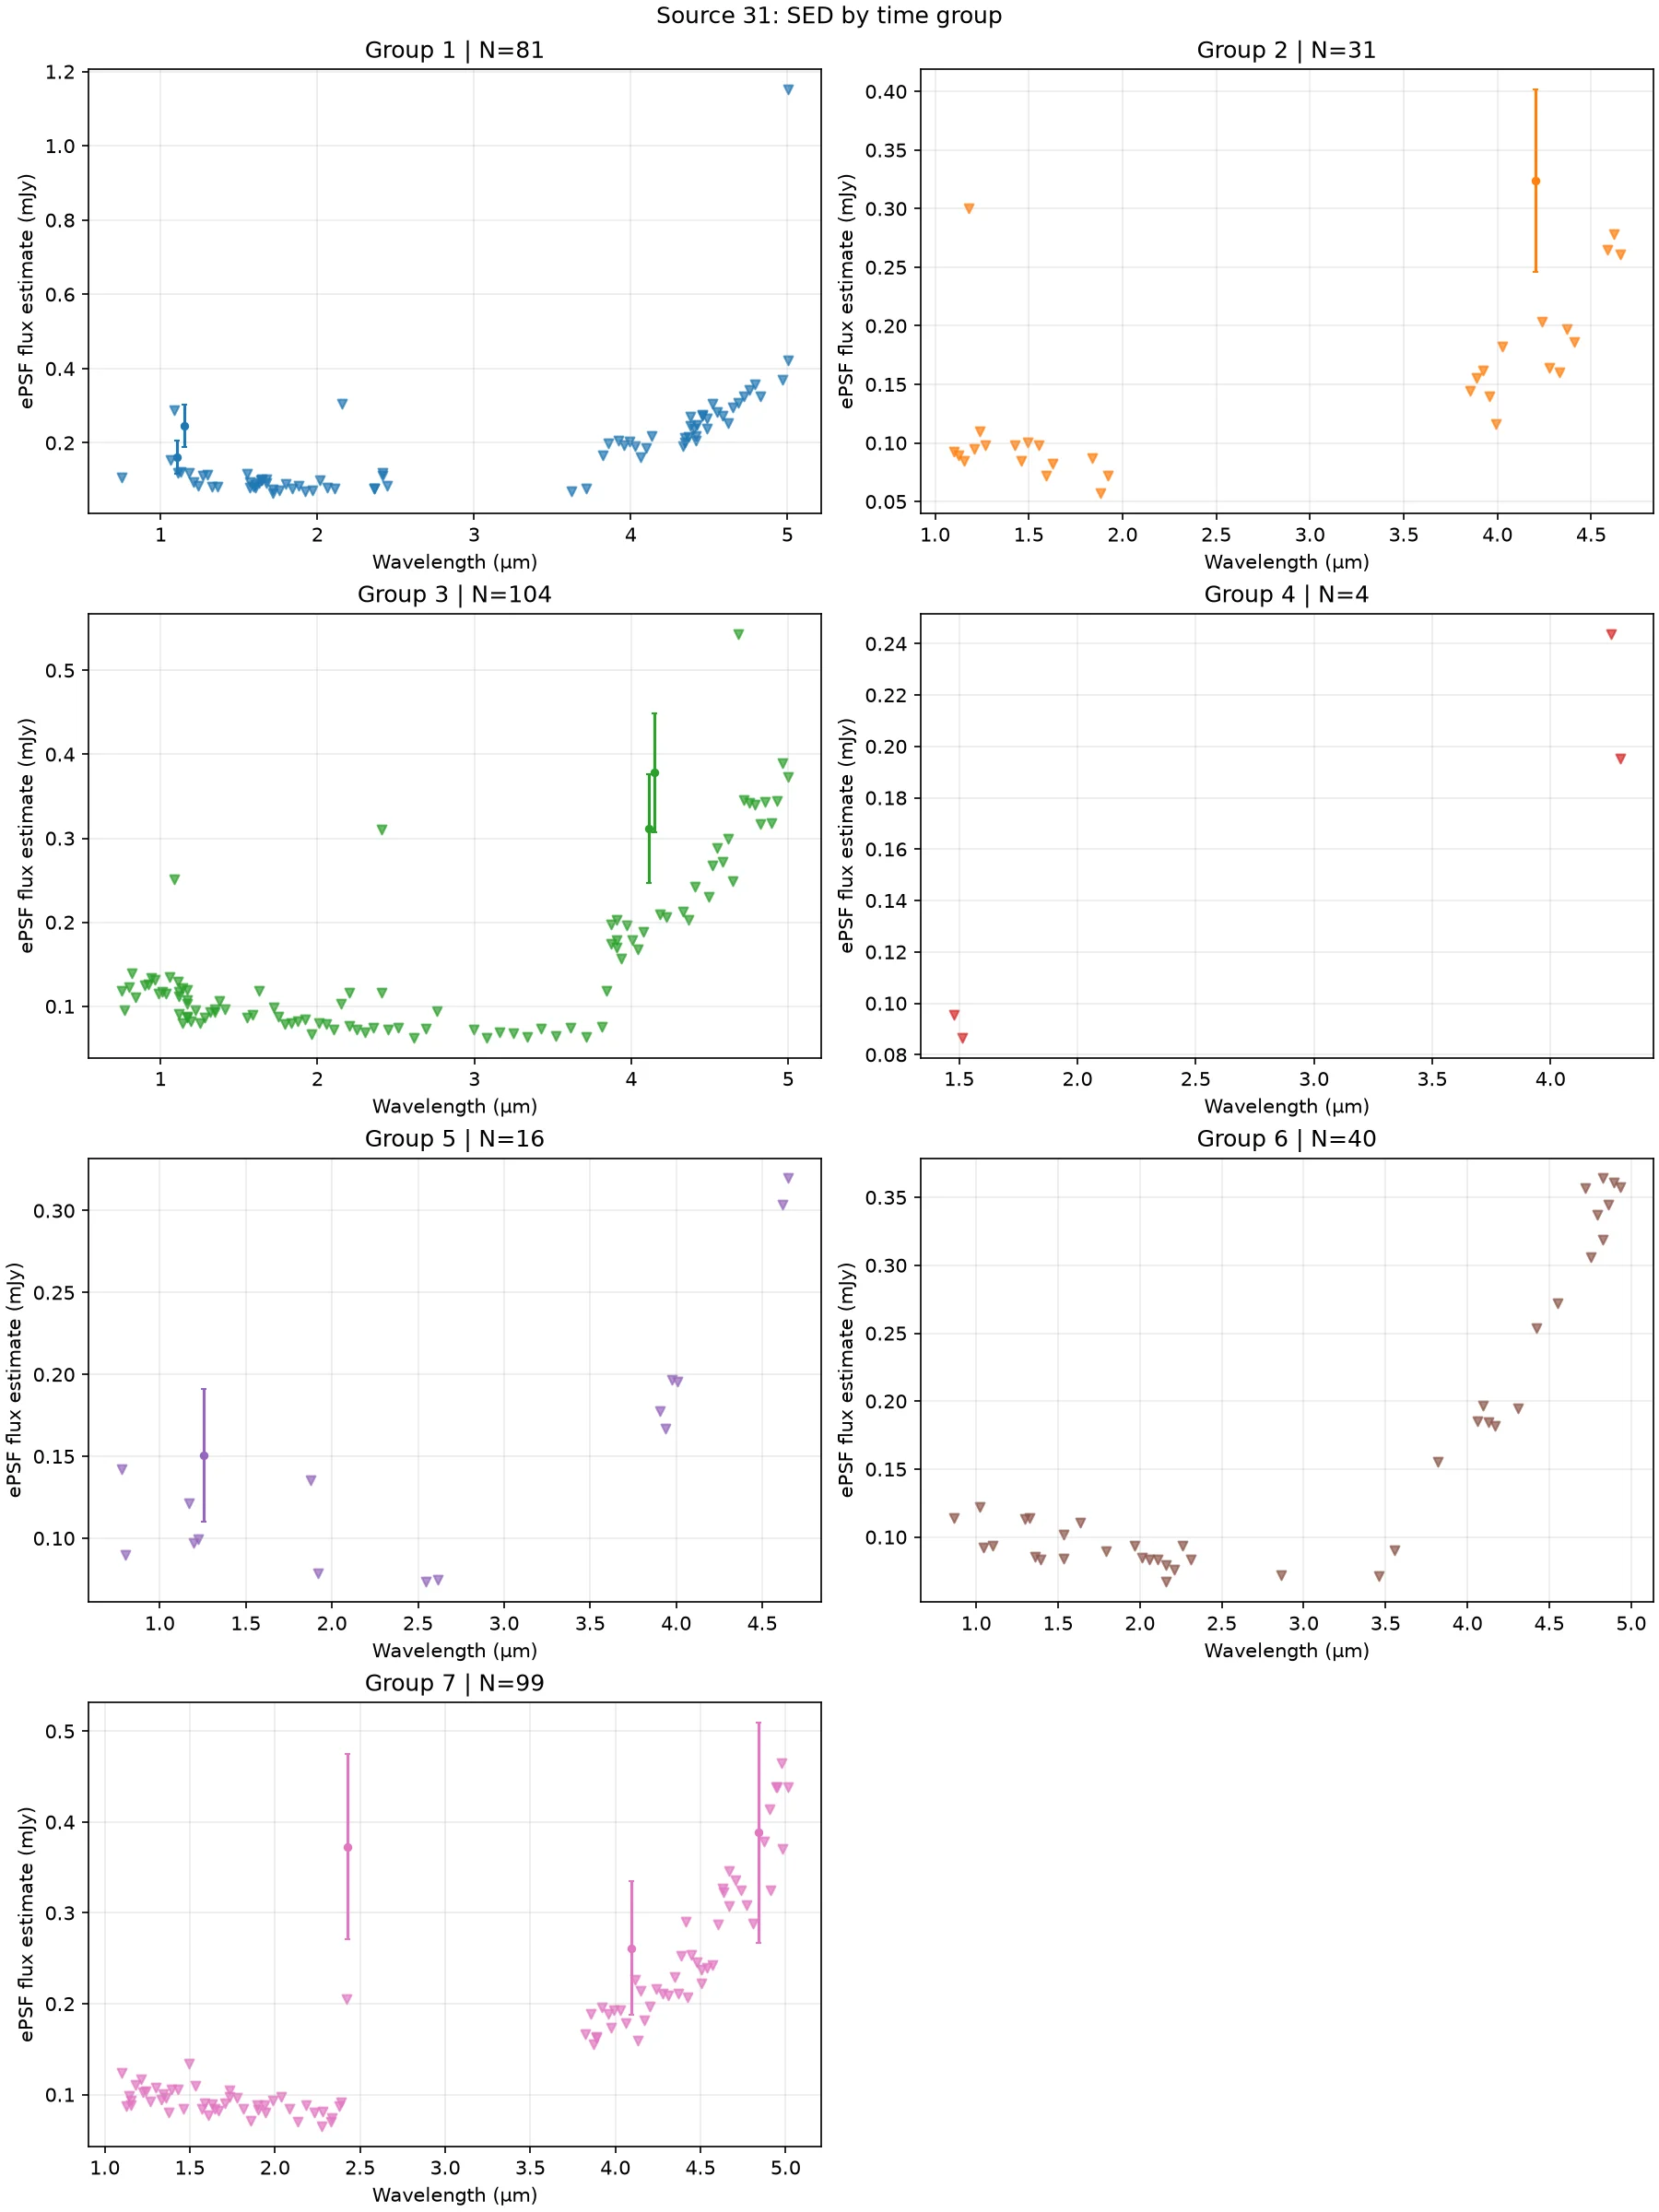 Source 31: SED by time group
Group 1 | N=81
ePSF flux estimate (mJy)
1.2
1.0
0.8
0.6
0.4
0.2
1 2 3 4 5
Wavelength (μm)
Group 2 | N=31
ePSF flux estimate (mJy)
0.40
0.35
0.30
0.25
0.20
0.15
0.10
0.05
1.0 1.5 2.0 2.5 3.0 3.5 4.0 4.5
Wavelength (μm)
Group 3 | N=104
ePSF flux estimate (mJy)
0.5
0.4
0.3
0.2
0.1
1 2 3 4 5
Wavelength (μm)
Group 4 | N=4
ePSF flux estimate (mJy)
0.24
0.22
0.20
0.18
0.16
0.14
0.12
0.10
0.08
1.5 2.0 2.5 3.0 3.5 4.0
Wavelength (μm)
Group 5 | N=16
ePSF flux estimate (mJy)
0.30
0.25
0.20
0.15
0.10
1.0 1.5 2.0 2.5 3.0 3.5 4.0 4.5
Wavelength (μm)
Group 6 | N=40
ePSF flux estimate (mJy)
0.35
0.30
0.25
0.20
0.15
0.10
1.0 1.5 2.0 2.5 3.0 3.5 4.0 4.5 5.0
Wavelength (μm)
Group 7 | N=99
ePSF flux estimate (mJy)
0.5
0.4
0.3
0.2
0.1
1.0 1.5 2.0 2.5 3.0 3.5 4.0 4.5 5.0
Wavelength (μm)